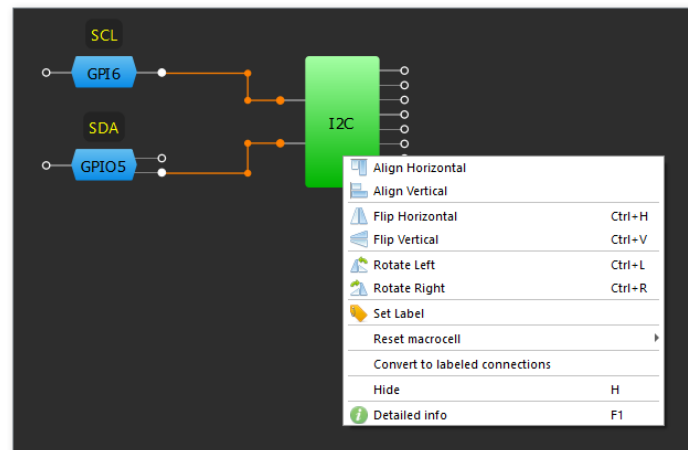 SCL
GPI6
SDA
GPIO5
I2C
Align Horizontal
Align Vertical
Flip Horizontal Ctrl+H
Flip Vertical Ctrl+V
Rotate Left Ctrl+L
Rotate Right Ctrl+R
Set Label
Reset macrocell
Convert to labeled connections
Hide H
Detailed info F1